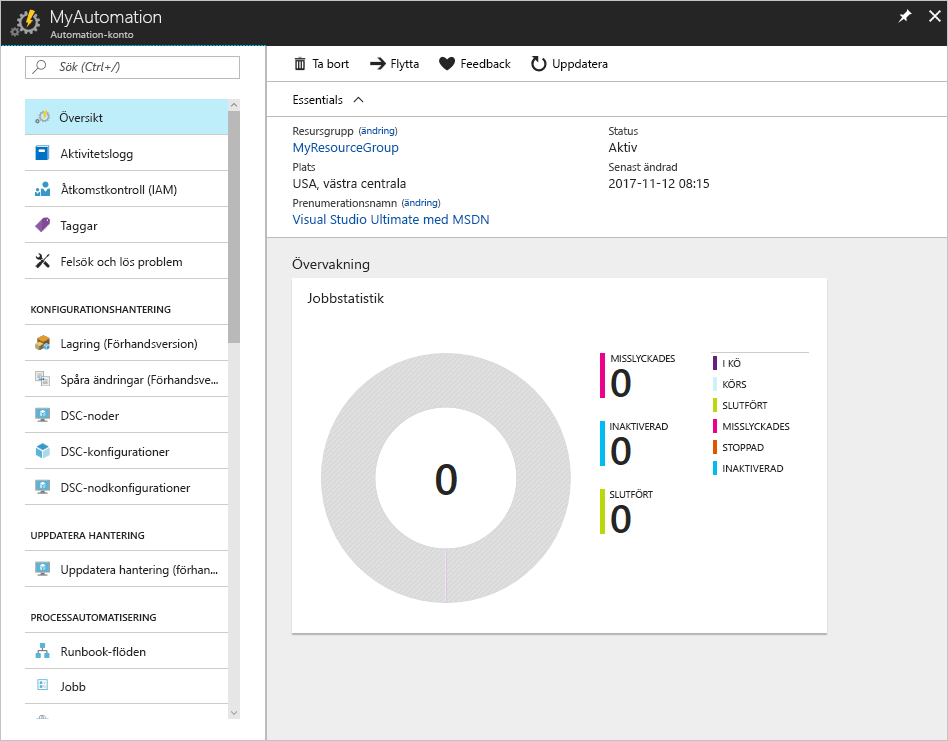 MyAutomation
Automation-konto
Sök (Ctrl+/)
Översikt
Aktivitetslogg
Åtkomstkontroll (IAM)
Taggar
Felsök och lös problem
KONFIGURATIONSHANTERING
Lagring (Förhandsversion)
Spåra ändringar (Förhandsve...
DSC-noder
DSC-konfigurationer
DSC-nodkonfigurationer
UPPDATERA HANTERING
Uppdatera hantering (förhan...
PROCESSAUTOMATISERING
Runbook-flöden
Jobb
Ta bort
Flytta
Feedback
Uppdatera
Essentials
Resursgrupp (ändring)
MyResourceGroup
Plats
USA, västra centrala
Prenumerationsnamn (ändring)
Visual Studio Ultimate med MSDN
Status
Aktiv
Senast ändrad
2017-11-12 08:15
Övervakning
Jobbstatistik
0
MISSLYCKADES
0
INAKTIVERAD
0
SLUTFÖRT
0
I KÖ
KÖRS
SLUTFÖRT
MISSLYCKADES
STOPPAD
INAKTIVERAD